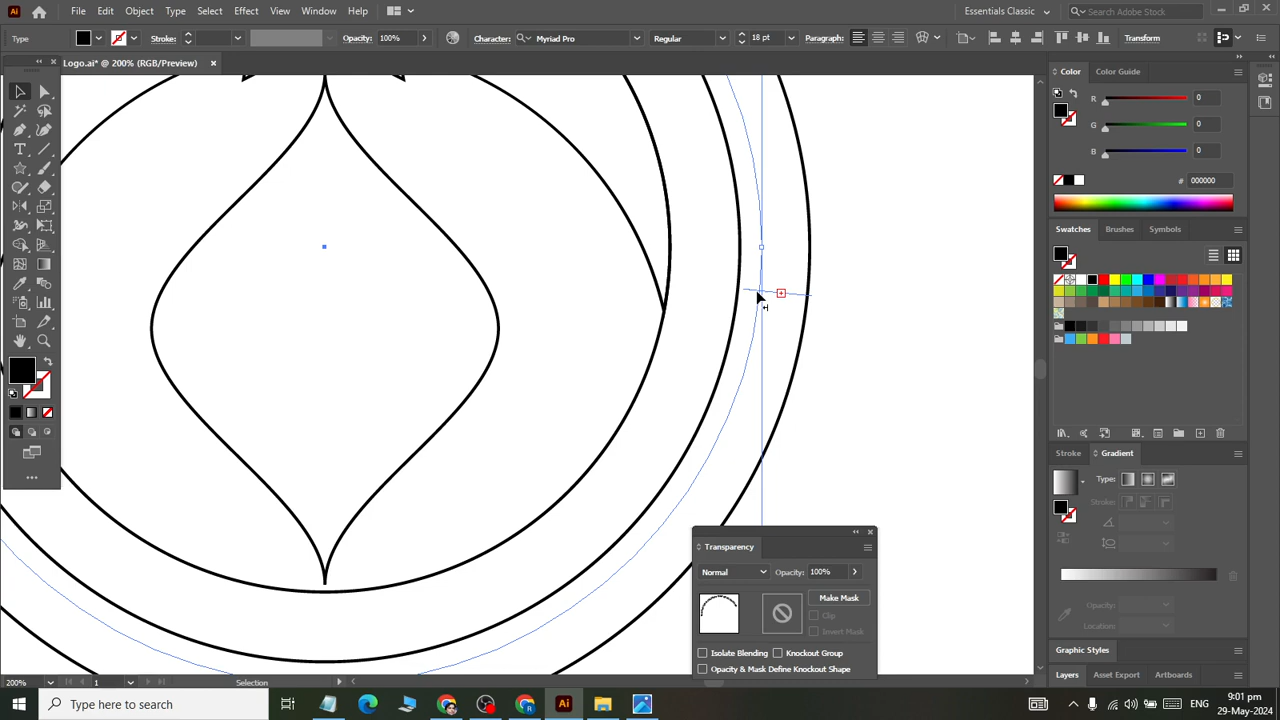 Ai File Edit Object Type Select Effect View Window Help Essentials Classic Search Adobe Stock
Type Stroke: Opacity: 100% Character: Myriad Pro Regular 18 pt Paragraph: Transform
Logo.ai* @ 200% (RGB/Preview)
Color Color Guide
R 0
G 0
B 0
# 000000
Swatches Brushes Symbols
Stroke Gradient
Type:
Stroke:
Opacity:
Location:
Graphic Styles
Layers Asset Export Artboards
Transparency
Normal Opacity: 100%
Make Mask
Clip
Invert Mask
Isolate Blending Knockout Group
Opacity & Mask Define Knockout Shape
200% 1 Selection
Type here to search
Ai
ENG
9:01 pm
29-May-2024